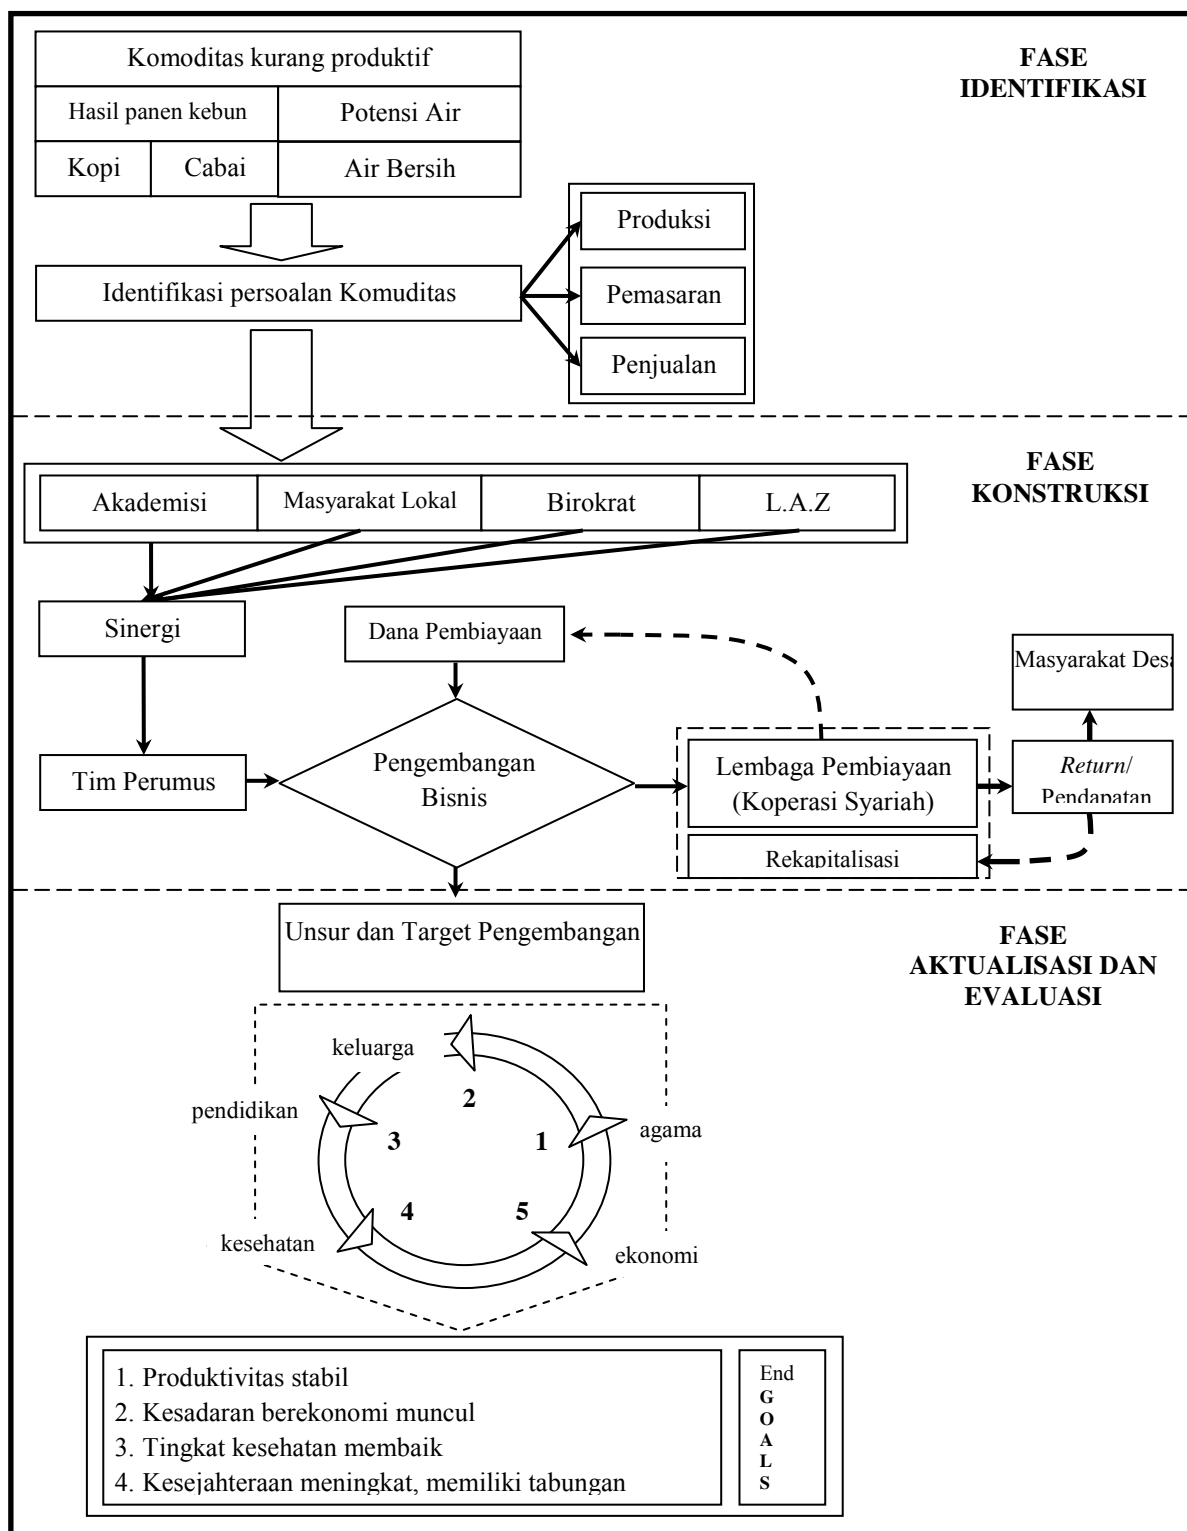 Komoditas kurang produktif
FASE
IDENTIFIKASI
Hasil panen kebun
Potensi Air
Kopi
Cabai
Air Bersih
Produksi
Identifikasi persoalan Komuditas
Pemasaran
Penjualan
FASE
KONSTRUKSI
Akademisi
Masyarakat Lokal
Birokrat
L.A.Z
Sinergi
Dana Pembiayaan
Masyarakat Desa
Tim Perumus
Pengembangan
Bisnis
Lembaga Pembiayaan
(Koperasi Syariah)
Return/
Pendapatan
Rekapitalisasi
Unsur dan Target Pengembangan
FASE
AKTUALISASI DAN
EVALUASI
keluarga
2
pendidikan
3
1
agama
4
5
kesehatan
ekonomi
1. Produktivitas stabil
2. Kesadaran berekonomi muncul
3. Tingkat kesehatan membaik
4. Kesejahteraan meningkat, memiliki tabungan
End
G
O
A
L
S